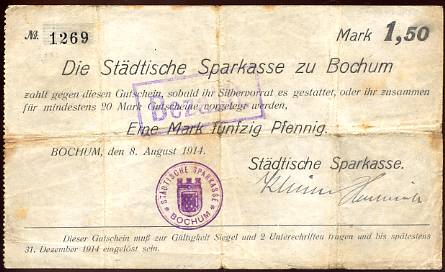 No. 1269
Mark 1,50
Die Städtische Sparkasse zu Bochum
zahlt gegen diesen Gutschein, sobald ihr Silbervorrat es gestattet, oder ihr zusammen
für mindestens 20 Mark Gutscheine vorgelegt werden,
Eine Mark fünfzig Pfennig.
BOCHUM, den 8. August 1914.
Städtische Sparkasse.
STÄDTISCHE SPARKASSE
BOCHUM
Dieser Gutschein muß zur Gültigkeit Siegel und 2 Unterschriften tragen und bis spätestens
31. Dezember 1914 eingelöst sein.